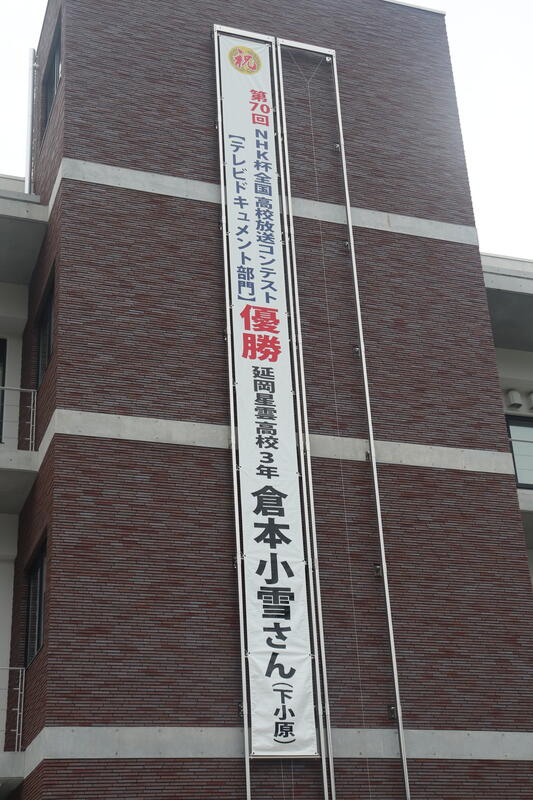 祝
第70回
NHK杯全国高校放送コンテスト
【テレビドキュメント部門】
優勝
延岡星雲高校3年
倉本小雪さん(下小原)